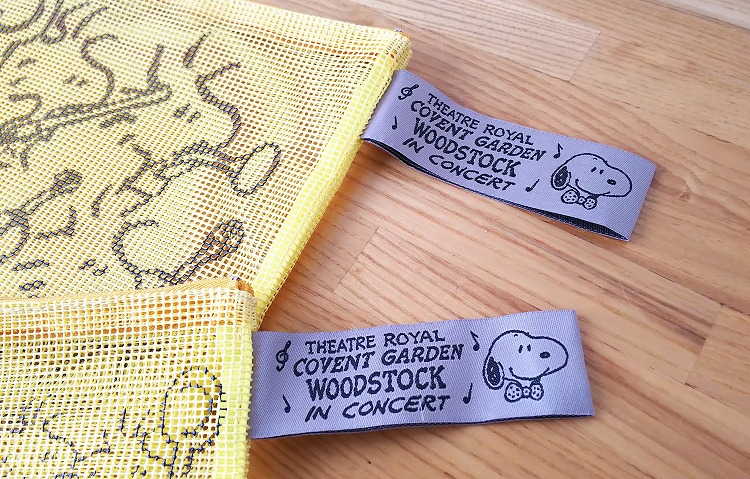 THEATRE ROYAL
COVENT GARDEN
WOODSTOCK
IN CONCERT
THEATRE ROYAL
COVENT GARDEN
WOODSTOCK
IN CONCERT